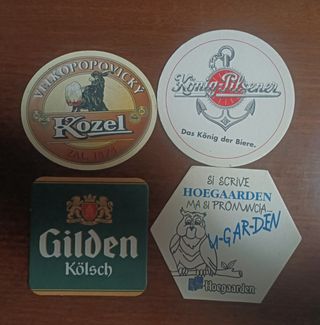 VELKOPOPOVICKÝ
Kozel
ZAL. 1874
König-Pilsener
Das König der Biere.
Gilden
Kölsch
SI SCRIVE
HOEGAARDEN
MA SI PRONUNCIA...
U-GAR-DEN
Hoegaarden